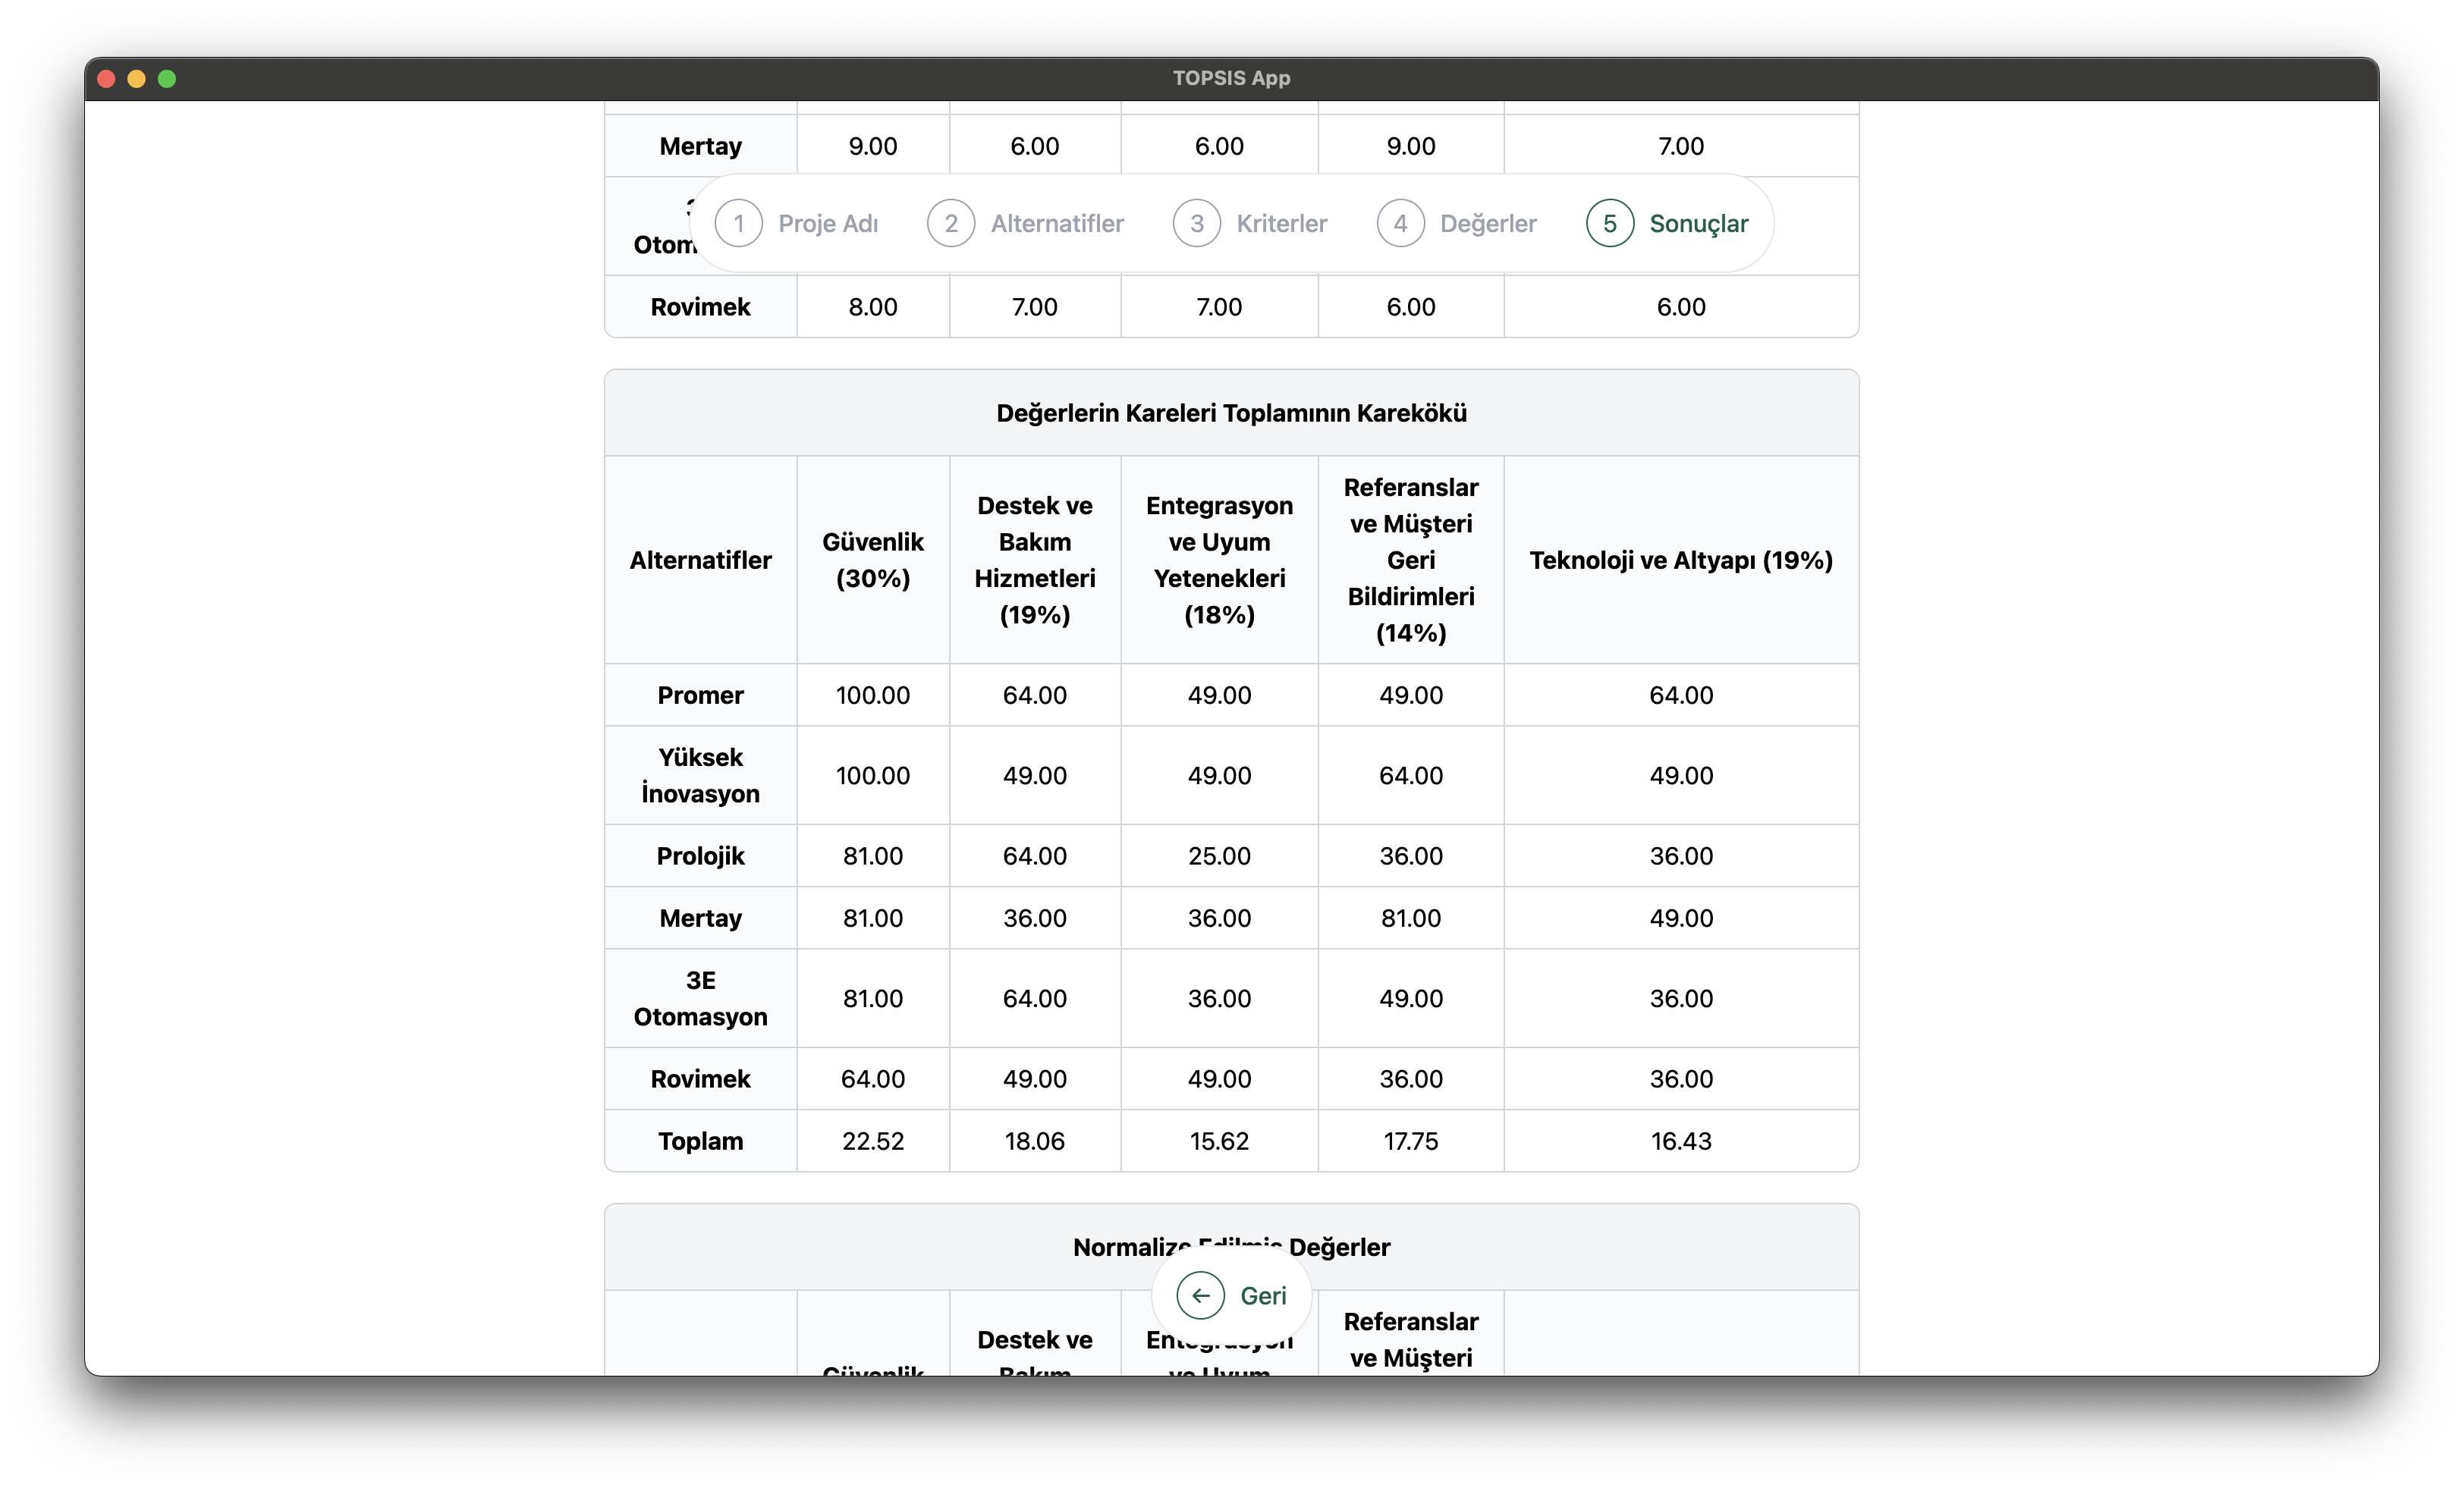 TOPSIS App
Mertay 9.00 6.00 6.00 9.00 7.00
1 Proje Adı 2 Alternatifler 3 Kriterler 4 Değerler 5 Sonuçlar
Rovimek 8.00 7.00 7.00 6.00 6.00
Değerlerin Kareleri Toplamının Karekökü
Alternatifler
Güvenlik
(30%)
Destek ve
Bakım
Hizmetleri
(19%)
Entegrasyon
ve Uyum
Yetenekleri
(18%)
Referanslar
ve Müşteri
Geri
Bildirimleri
(14%)
Teknoloji ve Altyapı (19%)
Promer 100.00 64.00 49.00 49.00 64.00
Yüksek
İnovasyon 100.00 49.00 49.00 64.00 49.00
Prolojik 81.00 64.00 25.00 36.00 36.00
Mertay 81.00 36.00 36.00 81.00 49.00
3E
Otomasyon 81.00 64.00 36.00 49.00 36.00
Rovimek 64.00 49.00 49.00 36.00 36.00
Toplam 22.52 18.06 15.62 17.75 16.43
Normalize Edilmiş Değerler
Geri
Güvenlik
Destek ve
Bakım
Entegrasyon
ve Uyum
Referanslar
ve Müşteri